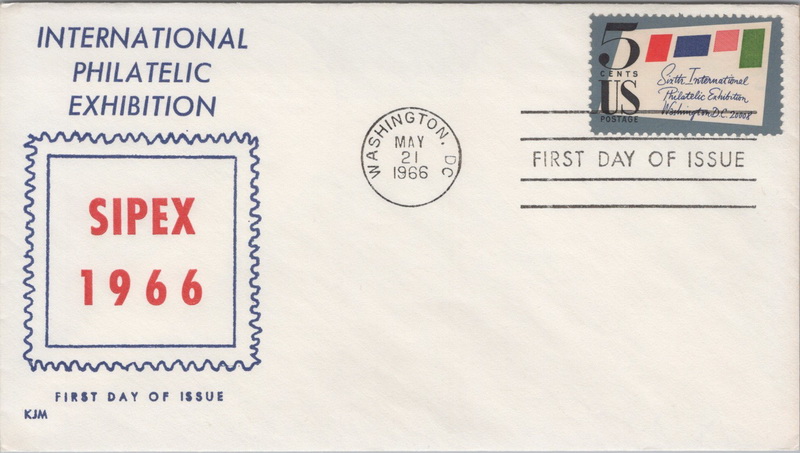 INTERNATIONAL
PHILATELIC
EXHIBITION
SIPEX
1966
FIRST DAY OF ISSUE
KJM
WASHINGTON, DC
MAY
21
1966
FIRST DAY OF ISSUE
5
CENTS
US
POSTAGE
Sixth International
Philatelic Exhibition
Washington D.C. 20008